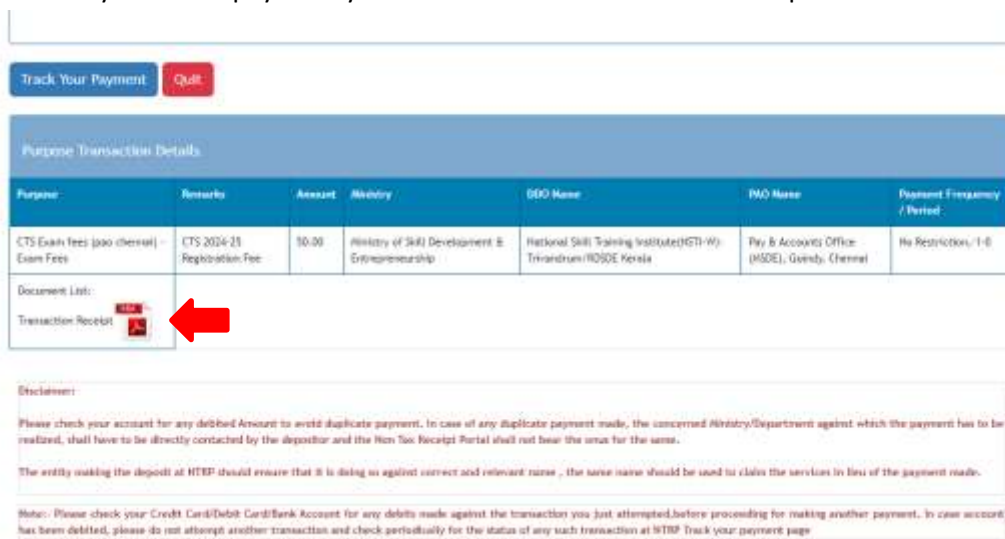 Track Your Payment Quit
Purpose Transaction Details
Purpose Remarks Amount Ministry DDO Name PAO Name Payment Frequency
/ Period
CTS Exam fees (pao chennai) - CTS 2024-25 50.00 Ministry of Skill Development & National Skill Training Institute(NSTI-W)- Pay & Accounts Office No Restriction, 1-0
Exam Fees Registration Fee Entrepreneurship Trivandrum/RDSDE Kerala (MSDE), Guindy, Chennai
Document List:
Transaction Receipt
Disclaimer:
Please check your account for any debited Amount to avoid duplicate payment. In case of any duplicate payment made, the concerned Ministry/Department against which the payment has to be
realized, shall have to be directly contacted by the depositor and the Non Tax Receipt Portal shall not bear the onus for the same.
The entity making the deposit at NTRP should ensure that it is doing so against correct and relevant name , the same name should be used to claim the services in lieu of the payment made.
Note:- Please check your Credit Card/Debit Card/Bank Account for any debits made against the transaction you just attempted,before proceeding for making another payment. In case account
has been debited, please do not attempt another transaction and check periodically for the status of any such transaction at NTRP Track your payment page